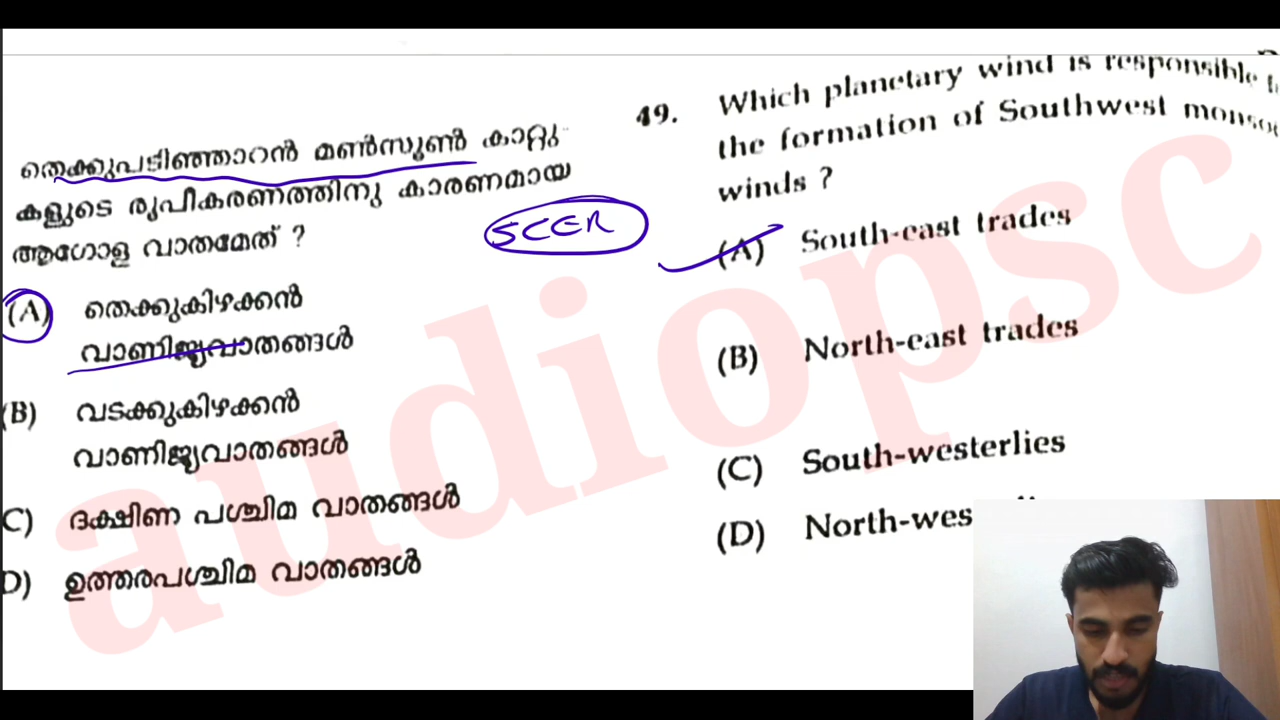 തെക്കുപടിഞ്ഞാറൻ മൺസൂൺ കാറ്റു-
കളുടെ രൂപീകരണത്തിനു കാരണമായ
ആഗോള വാതമേത് ?
SCER
(A) തെക്കുകിഴക്കൻ
വാണിജ്യവാതങ്ങൾ
(B) വടക്കുകിഴക്കൻ
വാണിജ്യവാതങ്ങൾ
C) ദക്ഷിണ പശ്ചിമ വാതങ്ങൾ
D) ഉത്തരപശ്ചിമ വാതങ്ങൾ
49. Which planetary wind is responsible
the formation of Southwest monsoo
winds ?
(A) South-east trades
(B) North-east trades
(C) South-westerlies
(D) North-wes
audiopsc